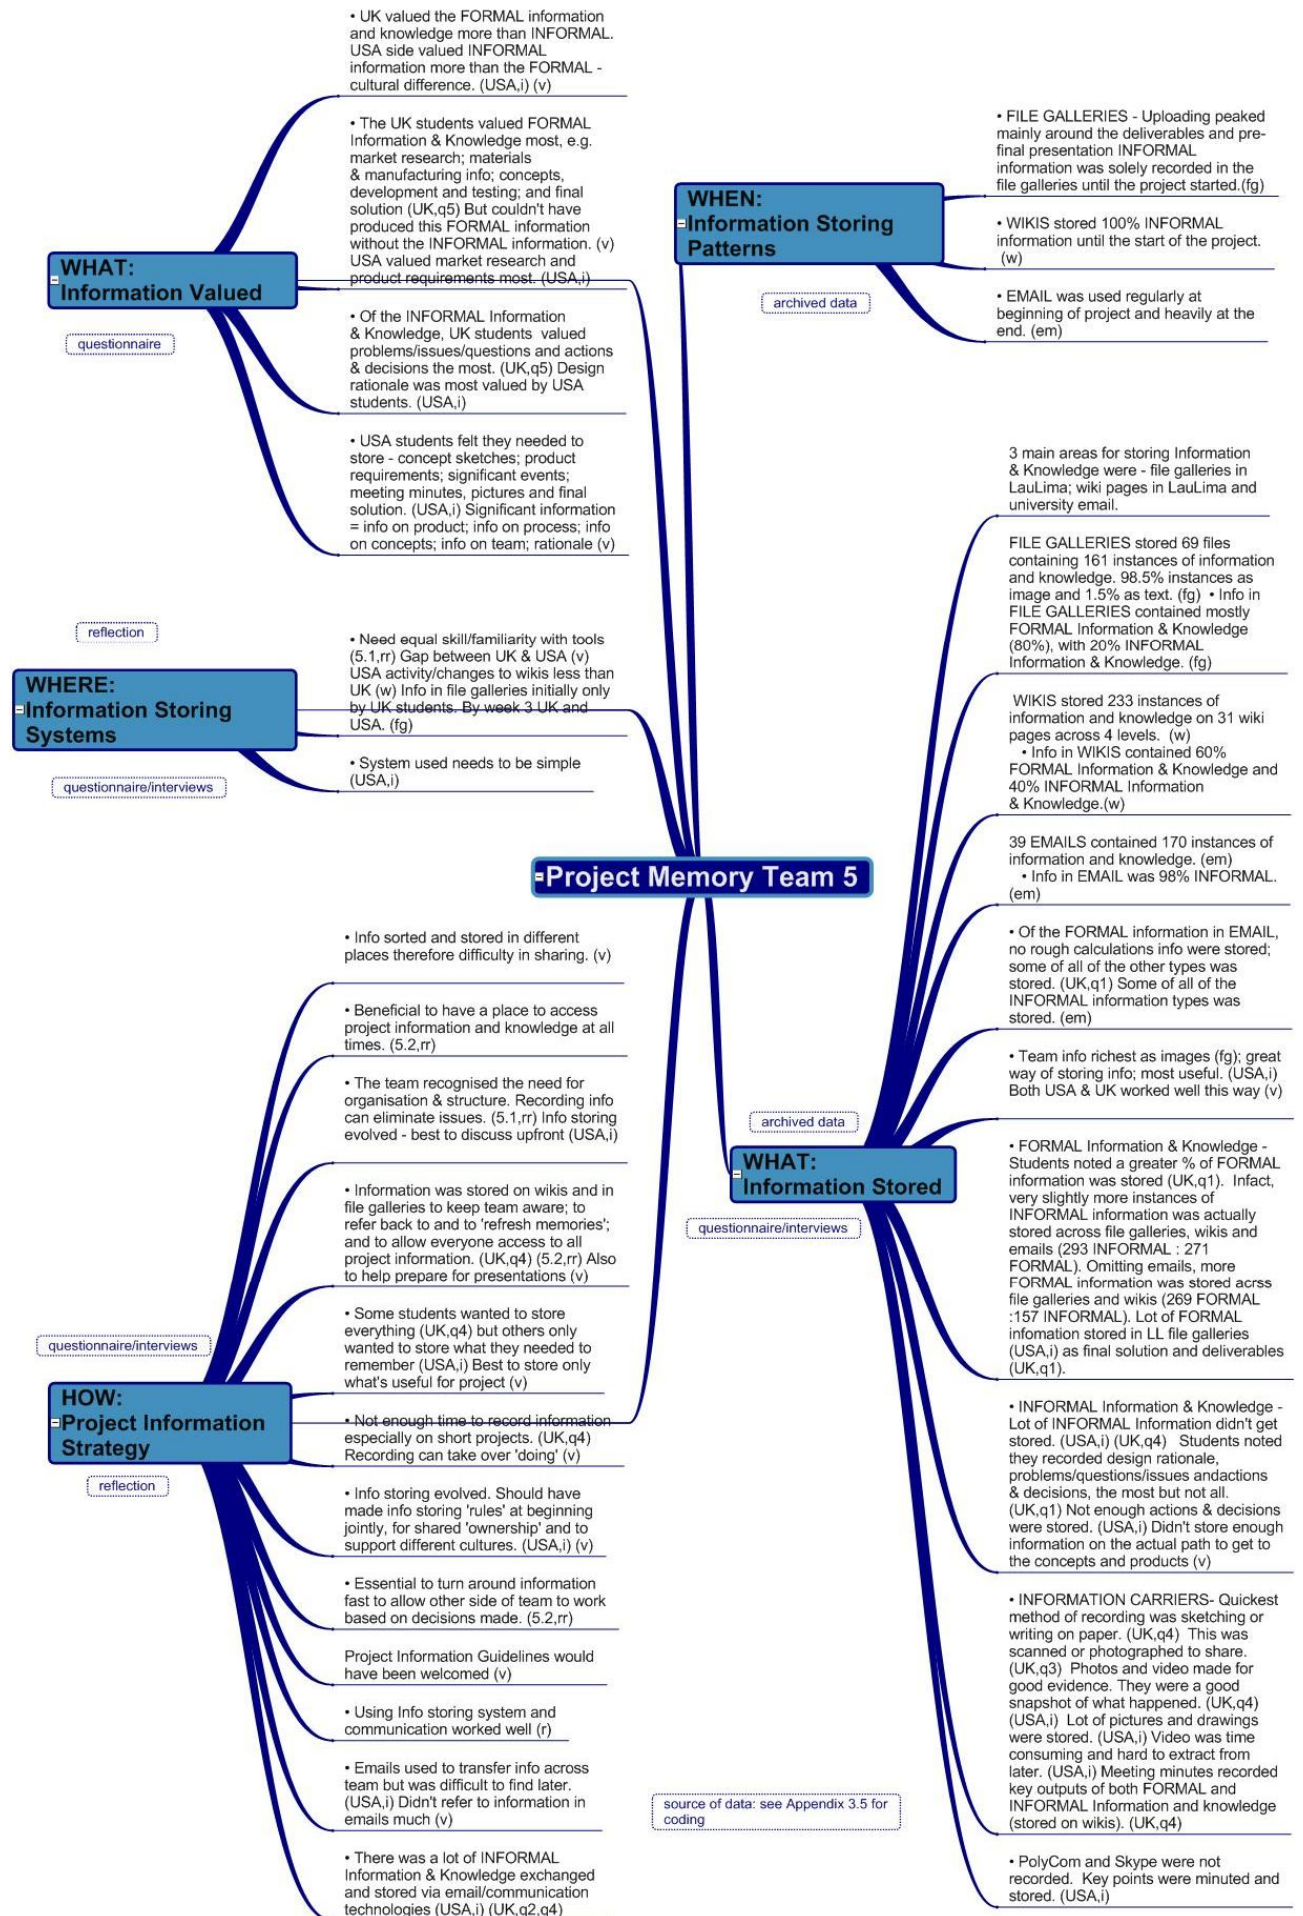 • UK valued the FORMAL information
and knowledge more than INFORMAL.
USA side valued INFORMAL
information more than the FORMAL -
cultural difference. (USA,i) (v)
• The UK students valued FORMAL
Information & Knowledge most, e.g.
market research; materials
& manufacturing info; concepts,
development and testing; and final
solution (UK,q5) But couldn't have
produced this FORMAL information
without the INFORMAL information. (v)
USA valued market research and
product requirements most. (USA,i)
WHAT:
Information Valued
questionnaire
• Of the INFORMAL Information
& Knowledge, UK students  valued
problems/issues/questions and actions
& decisions the most. (UK,q5) Design
rationale was most valued by USA
students. (USA,i)
• USA students felt they needed to
store - concept sketches; product
requirements; significant events;
meeting minutes, pictures and final
solution. (USA,i) Significant information
= info on product; info on process; info
on concepts; info on team; rationale (v)
reflection
WHERE:
Information Storing
Systems
questionnaire/interviews
• Need equal skill/familiarity with tools
(5.1,rr) Gap between UK & USA (v)
USA activity/changes to wikis less than
UK (w) Info in file galleries initially only
by UK students. By week 3 UK and
USA. (fg)
• System used needs to be simple
(USA,i)
Project Memory Team 5
WHEN:
Information Storing
Patterns
archived data
• FILE GALLERIES - Uploading peaked
mainly around the deliverables and pre-
final presentation INFORMAL
information was solely recorded in the
file galleries until the project started.(fg)
• WIKIS stored 100% INFORMAL
information until the start of the project.
(w)
• EMAIL was used regularly at
beginning of project and heavily at the
end. (em)
3 main areas for storing Information
& Knowledge were - file galleries in
LauLima; wiki pages in LauLima and
university email.
FILE GALLERIES stored 69 files
containing 161 instances of information
and knowledge. 98.5% instances as
image and 1.5% as text. (fg)  • Info in
FILE GALLERIES contained mostly
FORMAL Information & Knowledge
(80%), with 20% INFORMAL
Information & Knowledge. (fg)
WIKIS stored 233 instances of
information and knowledge on 31 wiki
pages across 4 levels.  (w)
• Info in WIKIS contained 60%
FORMAL Information & Knowledge and
40% INFORMAL Information
& Knowledge.(w)
39 EMAILS contained 170 instances of
information and knowledge. (em)
• Info in EMAIL was 98% INFORMAL.
(em)
• Of the FORMAL information in EMAIL,
no rough calculations info were stored;
some of all of the other types was
stored. (UK,q1) Some of all of the
INFORMAL information types was
stored. (em)
• Team info richest as images (fg); great
way of storing info; most useful. (USA,i)
Both USA & UK worked well this way (v)
archived data
WHAT:
Information Stored
questionnaire/interviews
• FORMAL Information & Knowledge -
Students noted a greater % of FORMAL
information was stored (UK,q1).  Infact,
very slightly more instances of
INFORMAL information was actually
stored across file galleries, wikis and
emails (293 INFORMAL : 271
FORMAL). Omitting emails, more
FORMAL information was stored acrss
file galleries and wikis (269 FORMAL
:157 INFORMAL). Lot of FORMAL
infomation stored in LL file galleries
(USA,i) as final solution and deliverables
(UK,q1).
• INFORMAL Information & Knowledge -
Lot of INFORMAL Information didn't get
stored. (USA,i) (UK,q4)   Students noted
they recorded design rationale,
problems/questions/issues andactions
& decisions, the most but not all.
(UK,q1) Not enough actions & decisions
were stored. (USA,i) Didn't store enough
information on the actual path to get to
the concepts and products (v)
• INFORMATION CARRIERS- Quickest
method of recording was sketching or
writing on paper. (UK,q4)  This was
scanned or photographed to share.
(UK,q3)  Photos and video made for
good evidence. They were a good
snapshot of what happened. (UK,q4)
(USA,i)  Lot of pictures and drawings
were stored. (USA,i) Video was time
consuming and hard to extract from
later. (USA,i) Meeting minutes recorded
key outputs of both FORMAL and
INFORMAL Information and knowledge
(stored on wikis). (UK,q4)
• PolyCom and Skype were not
recorded.  Key points were minuted and
stored. (USA,i)
• Info sorted and stored in different
places therefore difficulty in sharing. (v)
• Beneficial to have a place to access
project information and knowledge at all
times. (5.2,rr)
• The team recognised the need for
organisation & structure. Recording info
can eliminate issues. (5.1,rr) Info storing
evolved - best to discuss upfront (USA,i)
• Information was stored on wikis and in
file galleries to keep team aware; to
refer back to and to 'refresh memories';
and to allow everyone access to all
project information. (UK,q4) (5.2,rr) Also
to help prepare for presentations (v)
questionnaire/interviews
HOW:
Project Information
Strategy
reflection
• Some students wanted to store
everything (UK,q4) but others only
wanted to store what they needed to
remember (USA,i) Best to store only
what's useful for project (v)
• Not enough time to record information
especially on short projects. (UK,q4)
Recording can take over 'doing' (v)
• Info storing evolved. Should have
made info storing 'rules' at beginning
jointly, for shared 'ownership' and to
support different cultures. (USA,i) (v)
• Essential to turn around information
fast to allow other side of team to work
based on decisions made. (5.2,rr)
Project Information Guidelines would
have been welcomed (v)
• Using Info storing system and
communication worked well (r)
• Emails used to transfer info across
team but was difficult to find later.
(USA,i) Didn't refer to information in
emails much (v)
• There was a lot of INFORMAL
Information & Knowledge exchanged
and stored via email/communication
technologies (USA,i) (UK,q2,q4)
source of data: see Appendix 3.5 for
coding